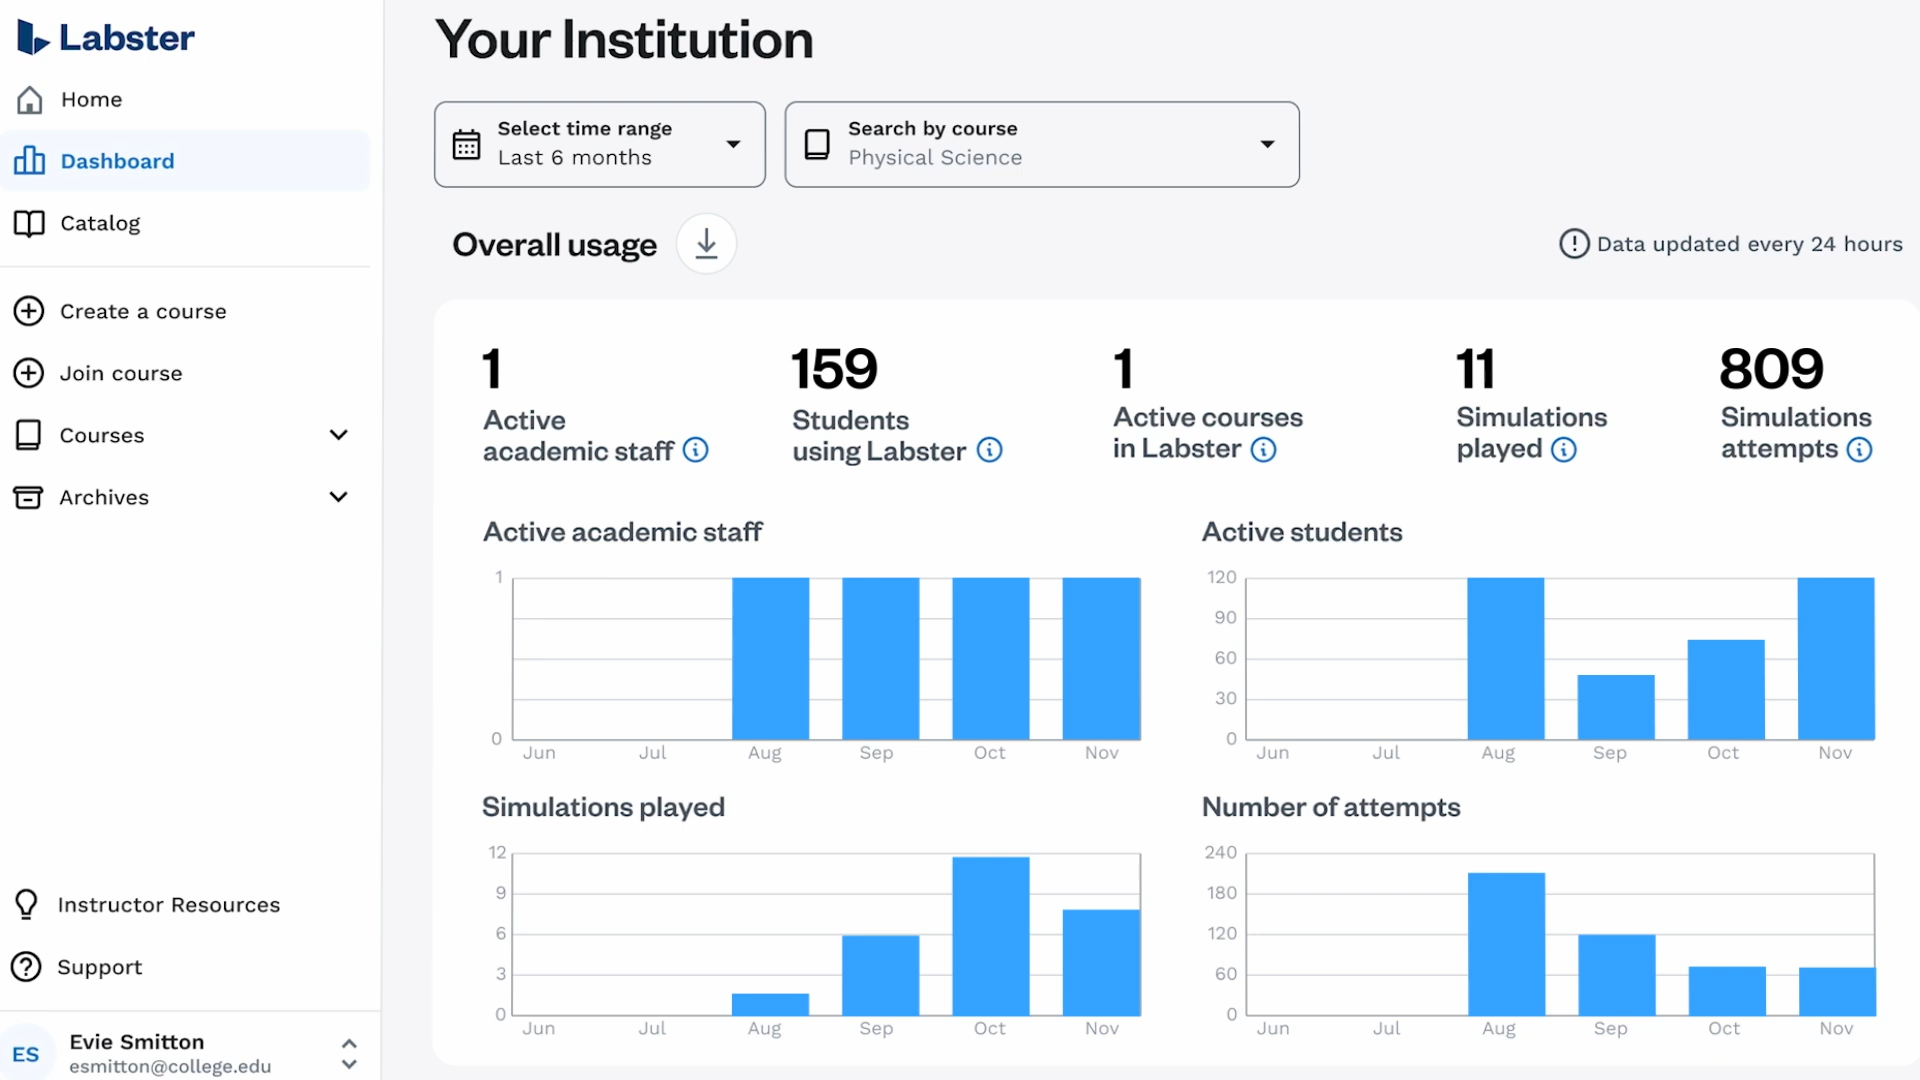 Labster
Home
Dashboard
Catalog
Create a course
Join course
Courses
Archives
Instructor Resources
Support
ES
Evie Smitton
esmitton@college.edu
Your Institution
Select time range
Last 6 months
Search by course
Physical Science
Overall usage
Data updated every 24 hours
1
Active
academic staff
159
Students
using Labster
1
Active courses
in Labster
11
Simulations
played
809
Simulations
attempts
Active academic staff
1
0
Jun Jul Aug Sep Oct Nov
Active students
120
90
60
30
0
Jun Jul Aug Sep Oct Nov
Simulations played
12
9
6
3
0
Jun Jul Aug Sep Oct Nov
Number of attempts
240
180
120
60
0
Jun Jul Aug Sep Oct Nov